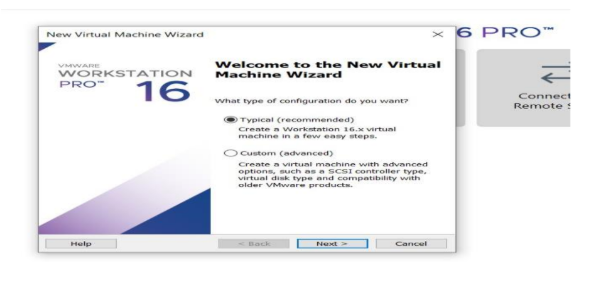 New Virtual Machine Wizard
6 PRO™
VMWARE
WORKSTATION
PRO™ 16
Welcome to the New Virtual
Machine Wizard
What type of configuration do you want?
Typical (recommended)
Create a Workstation 16.x virtual
machine in a few easy steps.
Custom (advanced)
Create a virtual machine with advanced
options, such as a SCSI controller type,
virtual disk type and compatibility with
older VMware products.
Connect
Remote S
Help
< Back
Next >
Cancel